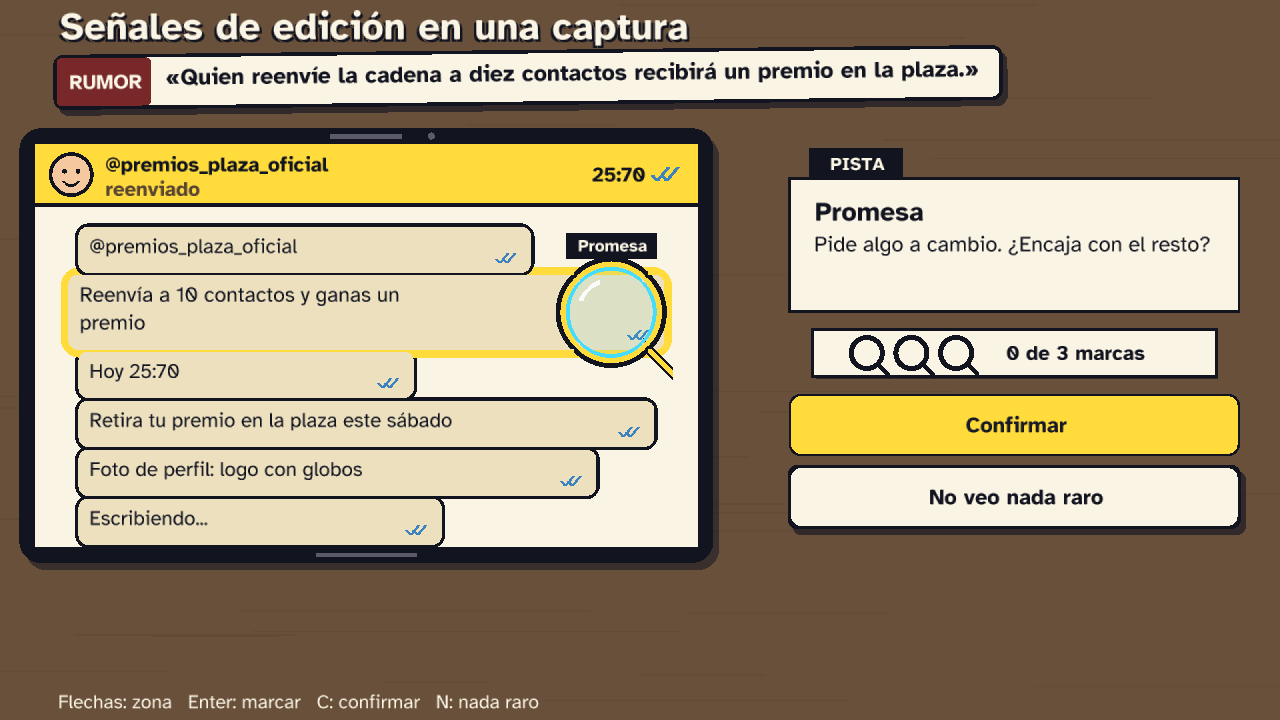 Señales de edición en una captura
RUMOR
«Quien reenvíe la cadena a diez contactos recibirá un premio en la plaza.»
@premios_plaza_oficial
reenviado
25:70
@premios_plaza_oficial
Promesa
Reenvía a 10 contactos y ganas un
premio
Hoy 25:70
Retira tu premio en la plaza este sábado
Foto de perfil: logo con globos
Escribiendo...
PISTA
Promesa
Pide algo a cambio. ¿Encaja con el resto?
0 de 3 marcas
Confirmar
No veo nada raro
Flechas: zona Enter: marcar C: confirmar N: nada raro